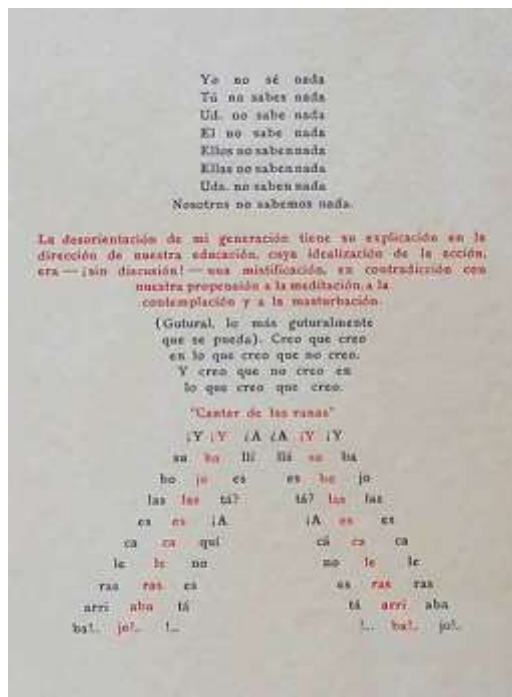 Yo no sé nada
Tú no sabes nada
Ud. no sabe nada
El no sabe nada
Ellos no saben nada
Ellas no saben nada
Uds. no saben nada
Nosotros no sabemos nada.
La desorientación de mi generación tiene su explicación en la
dirección de nuestra educación, cuya idealización de la acción,
era — ¡sin discusión! — una mistificación, en contradicción con
nuestra propensión a la meditación, a la
contemplación y a la masturbación.
(Gutural, lo más guturalmente
que se pueda). Creo que creo
en lo que creo que no creo.
Y creo que no creo en
lo que creo que creo.
"Cantar de las ranas"
¡Y ¡Y ¿A ¿A ¡Y ¡Y
su ba llí llá su ba
bo jo es es bo jo
las las tá? tá? las las
es es ¡A ¡A es es
ca ca quí cá ca ca
le le no no le le
ras ras es es ras ras
arri aba tá tá arri aba
ba!.. jo!.. !... !... ba!.. jo!..